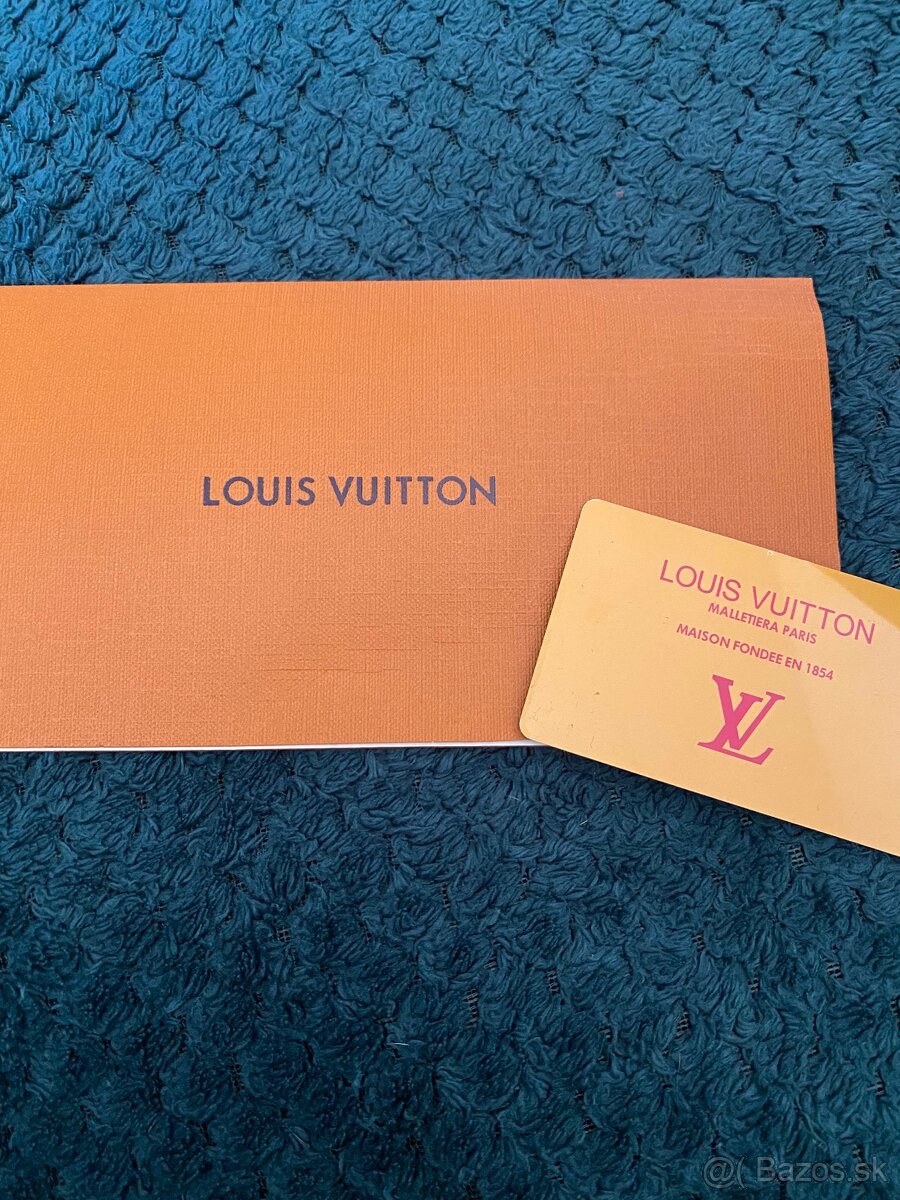 LOUIS VUITTON
LOUIS VUITTON
MALLETIERA PARIS
MAISON FONDEE EN 1854
LV
@( Bazos.sk